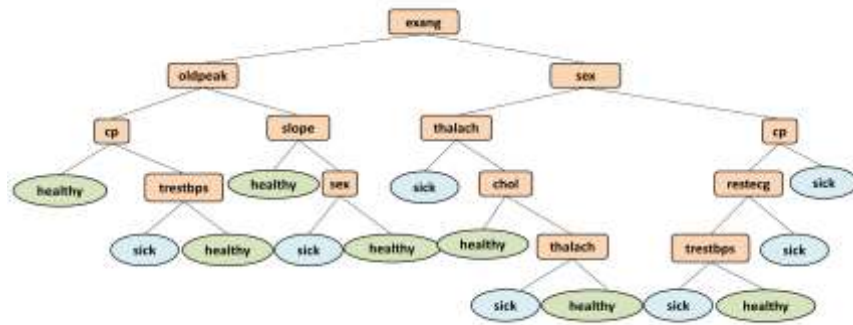 exang
oldpeak sex
cp slope thalach cp
healthy trestbps healthy sex sick chol restecg sick
sick healthy sick healthy healthy thalach trestbps sick
sick healthy sick healthy